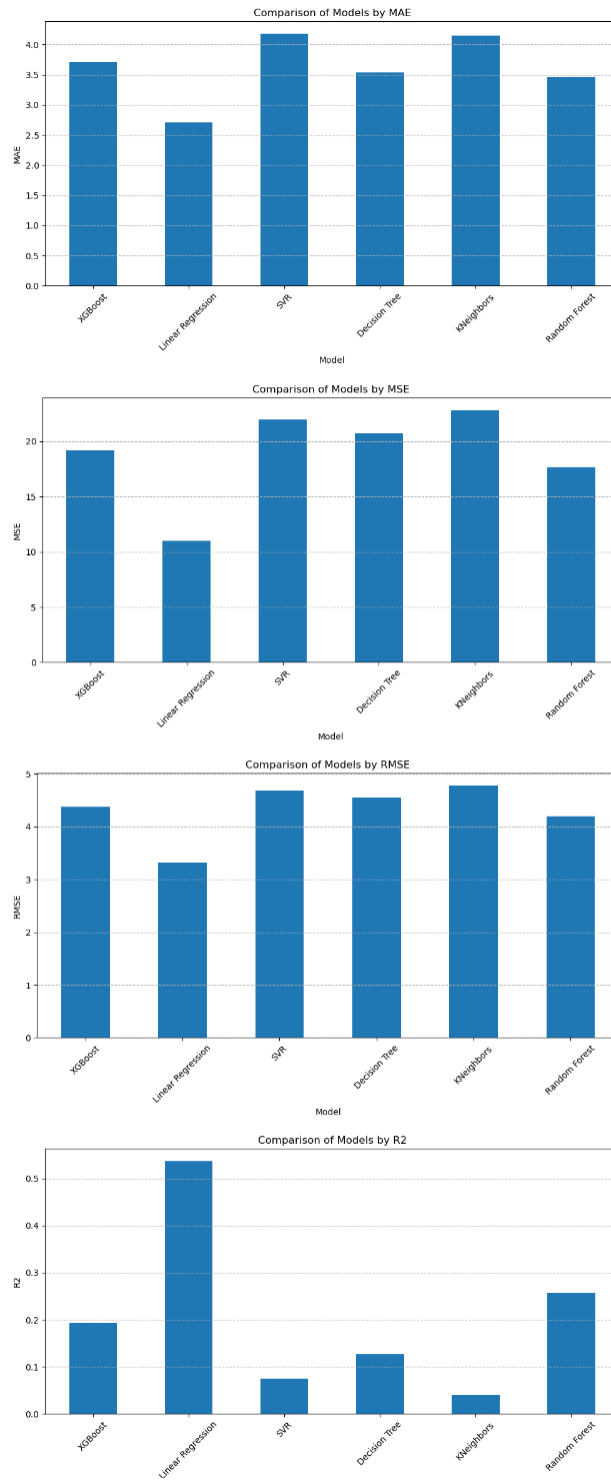 Comparison of Models by MAE
MAE
4.0
3.5
3.0
2.5
2.0
1.5
1.0
0.5
0.0
XGBoost
Linear Regression
SVR
Decision Tree
KNeighbors
Random Forest
Model
Comparison of Models by MSE
MSE
20
15
10
5
0
XGBoost
Linear Regression
SVR
Decision Tree
KNeighbors
Random Forest
Model
Comparison of Models by RMSE
RMSE
5
4
3
2
1
0
XGBoost
Linear Regression
SVR
Decision Tree
KNeighbors
Random Forest
Model
Comparison of Models by R2
R2
0.5
0.4
0.3
0.2
0.1
0.0
XGBoost
Linear Regression
SVR
Decision Tree
KNeighbors
Random Forest